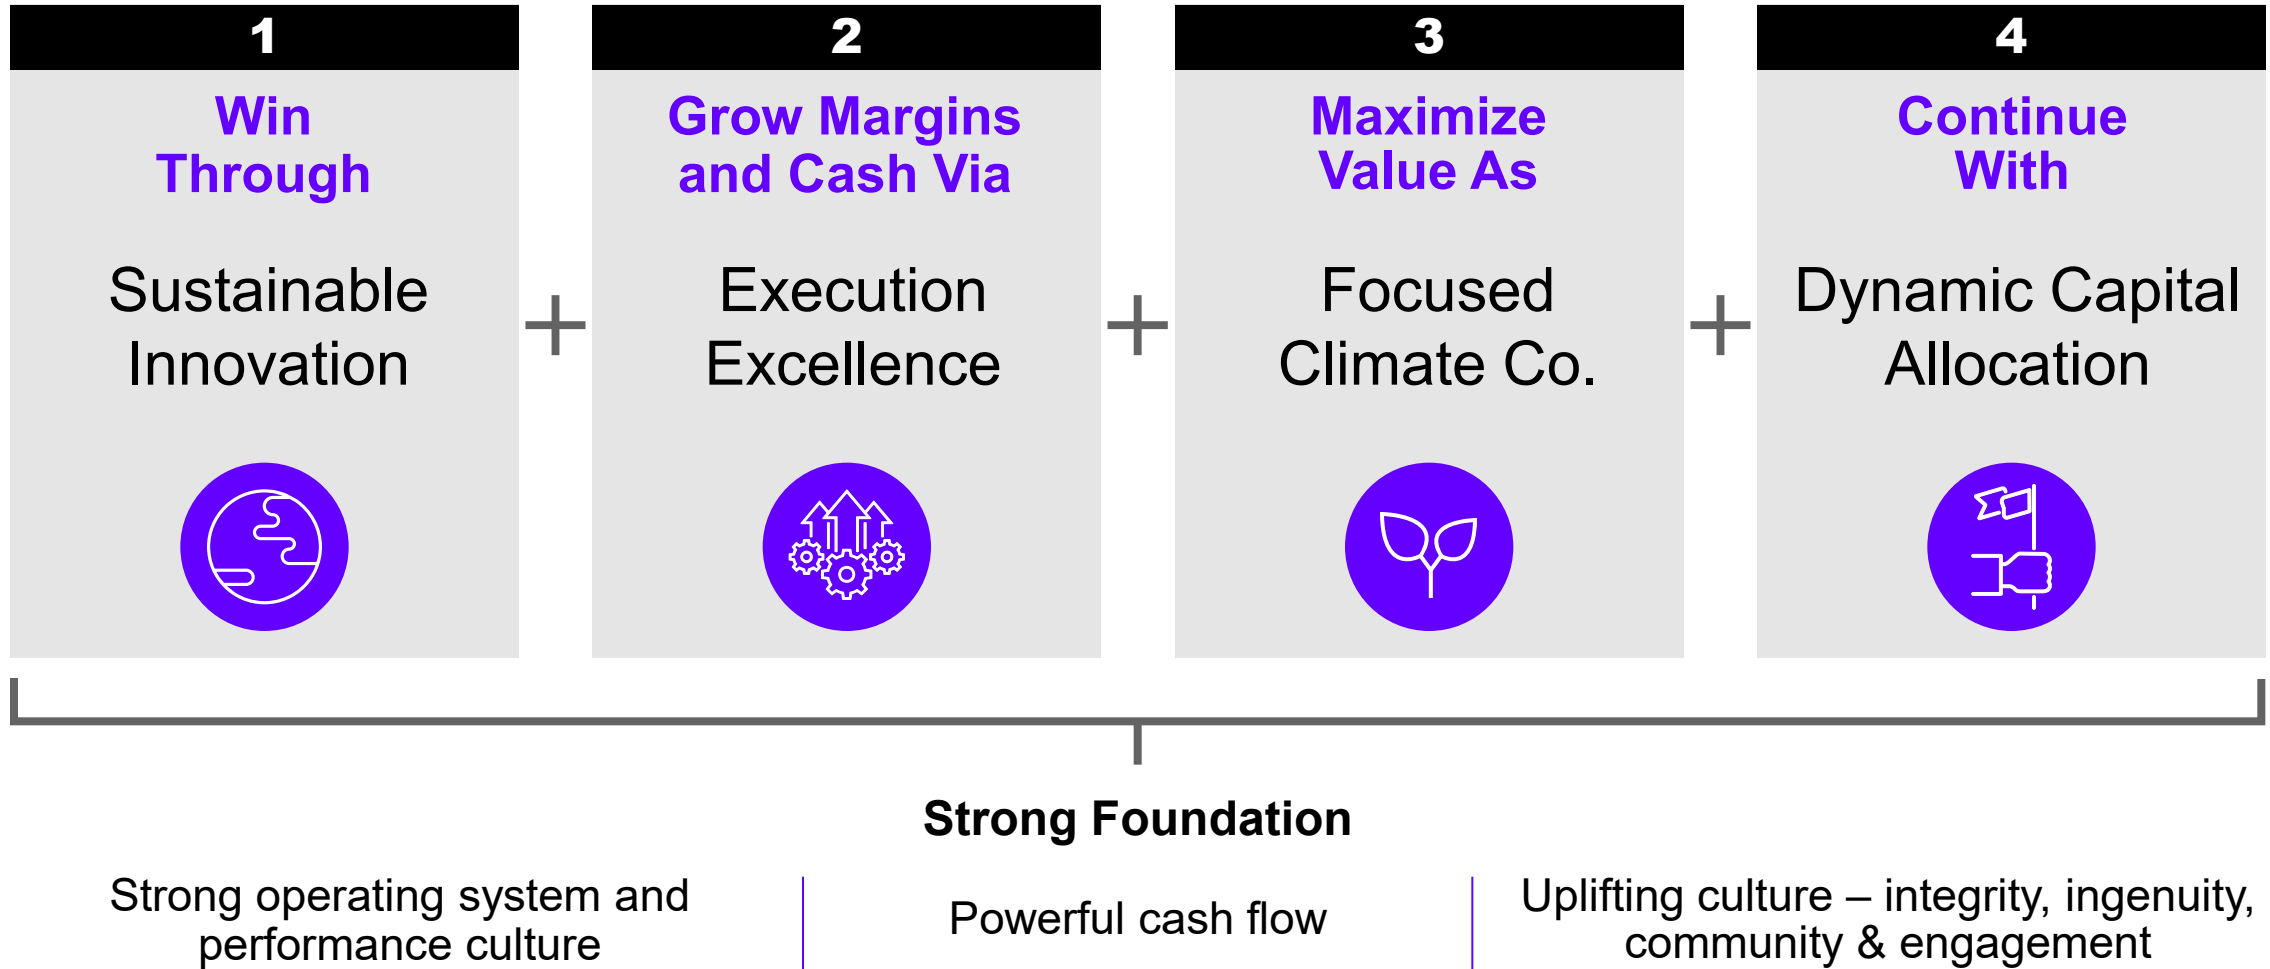 1
Win
Through
Sustainable
Innovation
2
Grow Margins
and Cash Via
Execution
Excellence
3
Maximize
Value As
Focused
Climate Co.
4
Continue
With
Dynamic Capital
Allocation
Strong Foundation
Strong operating system and
performance culture
Powerful cash flow
Uplifting culture – integrity, ingenuity,
community & engagement